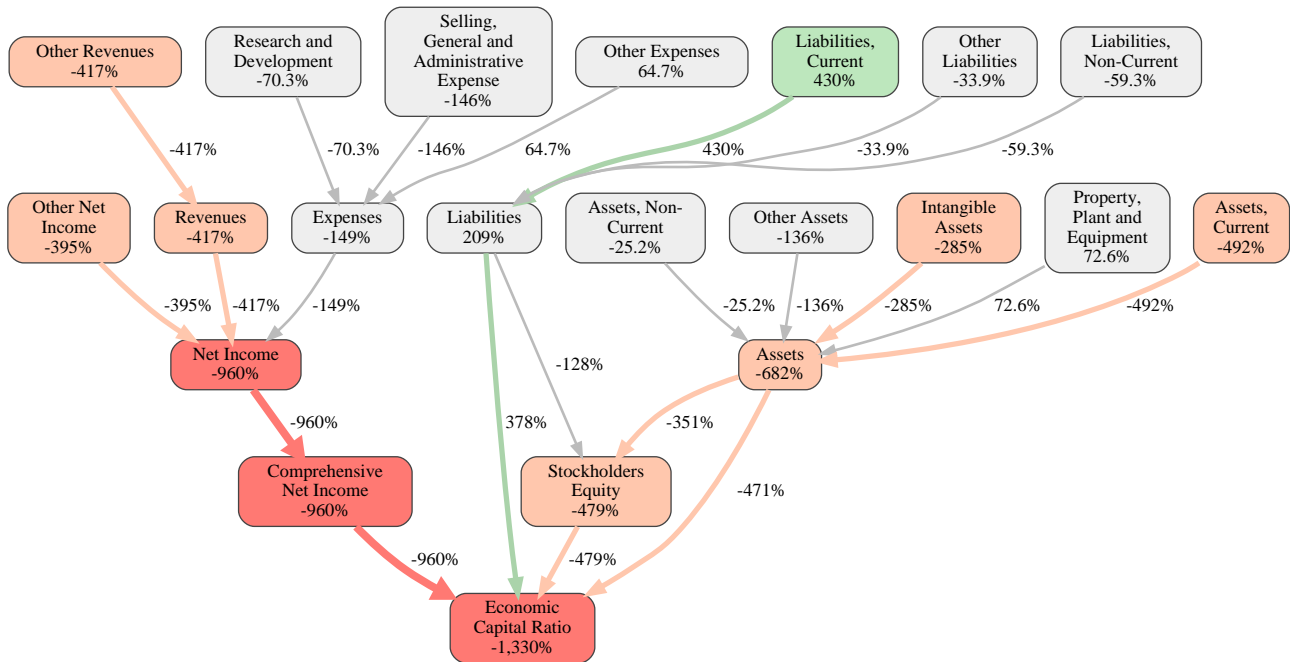 Other Revenues
-417%
Research and
Development
-70.3%
Selling,
General and
Administrative
Expense
-146%
Other Expenses
64.7%
Liabilities,
Current
430%
Other
Liabilities
-33.9%
Liabilities,
Non-Current
-59.3%
-417%
-70.3%
-146%
64.7%
430%
-33.9%
-59.3%
Other Net
Income
-395%
Revenues
-417%
Expenses
-149%
Liabilities
209%
Assets, Non-
Current
-25.2%
Other Assets
-136%
Intangible
Assets
-285%
Property,
Plant and
Equipment
72.6%
Assets,
Current
-492%
-395%
-417%
-149%
-25.2%
-136%
-285%
72.6%
-492%
Net Income
-960%
-128%
Assets
-682%
-960%
378%
-351%
Comprehensive
Net Income
-960%
Stockholders
Equity
-479%
-471%
-960%
-479%
Economic
Capital Ratio
-1,330%